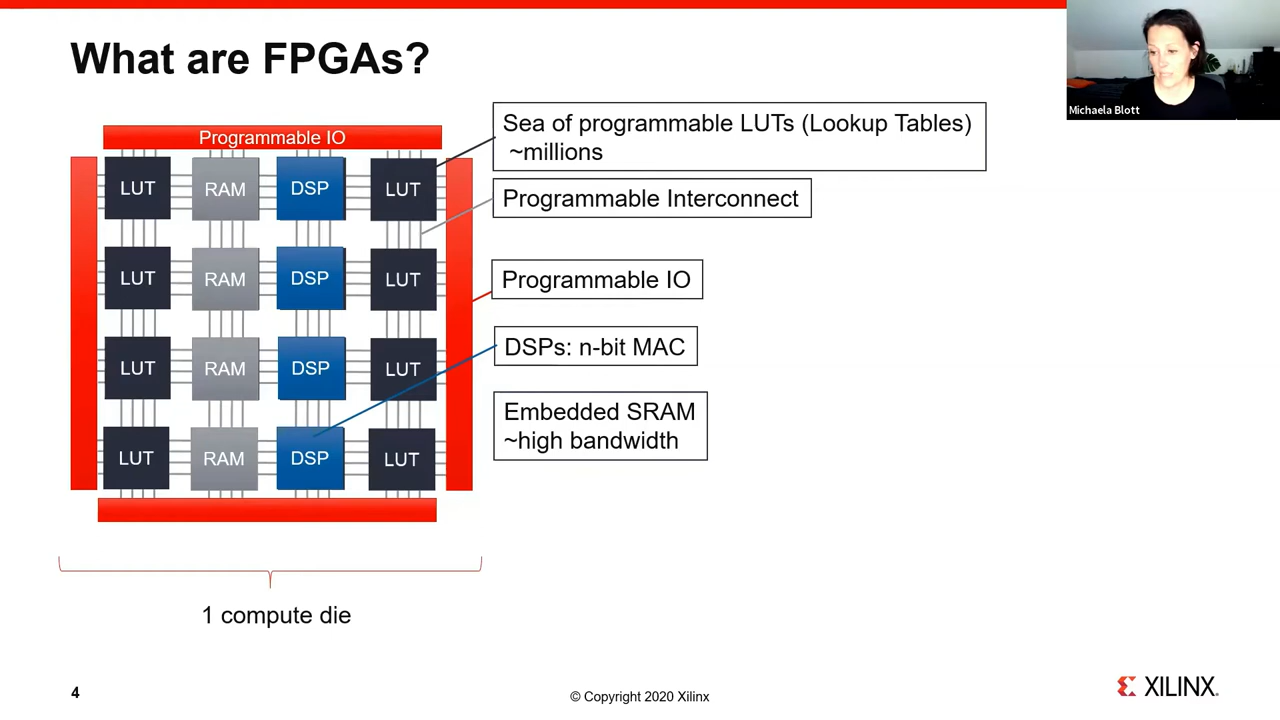 What are FPGAs?
Michaela Blott
Programmable IO
LUT RAM DSP LUT
LUT RAM DSP LUT
LUT RAM DSP LUT
LUT RAM DSP LUT
Sea of programmable LUTs (Lookup Tables)
~millions
Programmable Interconnect
Programmable IO
DSPs: n-bit MAC
Embedded SRAM
~high bandwidth
1 compute die
4
© Copyright 2020 Xilinx
XILINX.